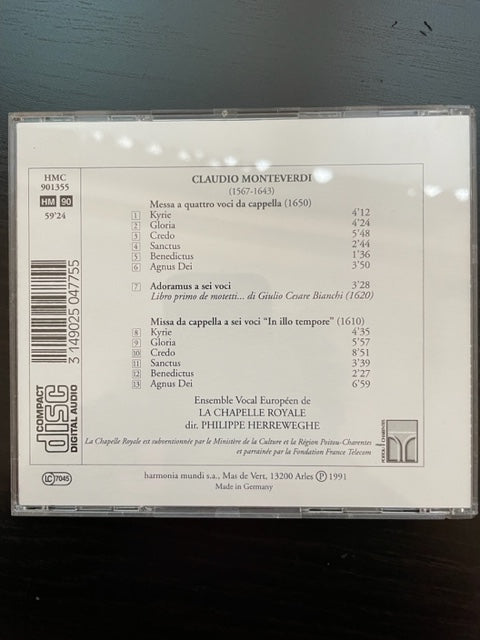 HMC
901355
HM 90
59'24
CLAUDIO MONTEVERDI
(1567-1643)
Messa a quattro voci da cappella (1650)
1 Kyrie 4'12
2 Gloria 4'24
3 Credo 5'48
4 Sanctus 2'44
5 Benedictus 1'36
6 Agnus Dei 3'50
7 Adoramus a sei voci 3'28
Libro primo de motetti... di Giulio Cesare Bianchi (1620)
Missa da cappella a sei voci "In illo tempore" (1610)
8 Kyrie 4'35
9 Gloria 5'57
10 Credo 8'51
11 Sanctus 3'39
12 Benedictus 2'27
13 Agnus Dei 6'59
Ensemble Vocal Européen de
LA CHAPELLE ROYALE
dir. PHILIPPE HERREWEGHE
La Chapelle Royale est subventionnée par le Ministère de la Culture et la Région Poitou-Charentes
et parrainée par la Fondation France Telecom
3 149025 047755
COMPACT
disc
DIGITAL AUDIO
POITOU-CHARENTES
LC 7045
harmonia mundi s.a., Mas de Vert, 13200 Arles ℗ 1991
Made in Germany